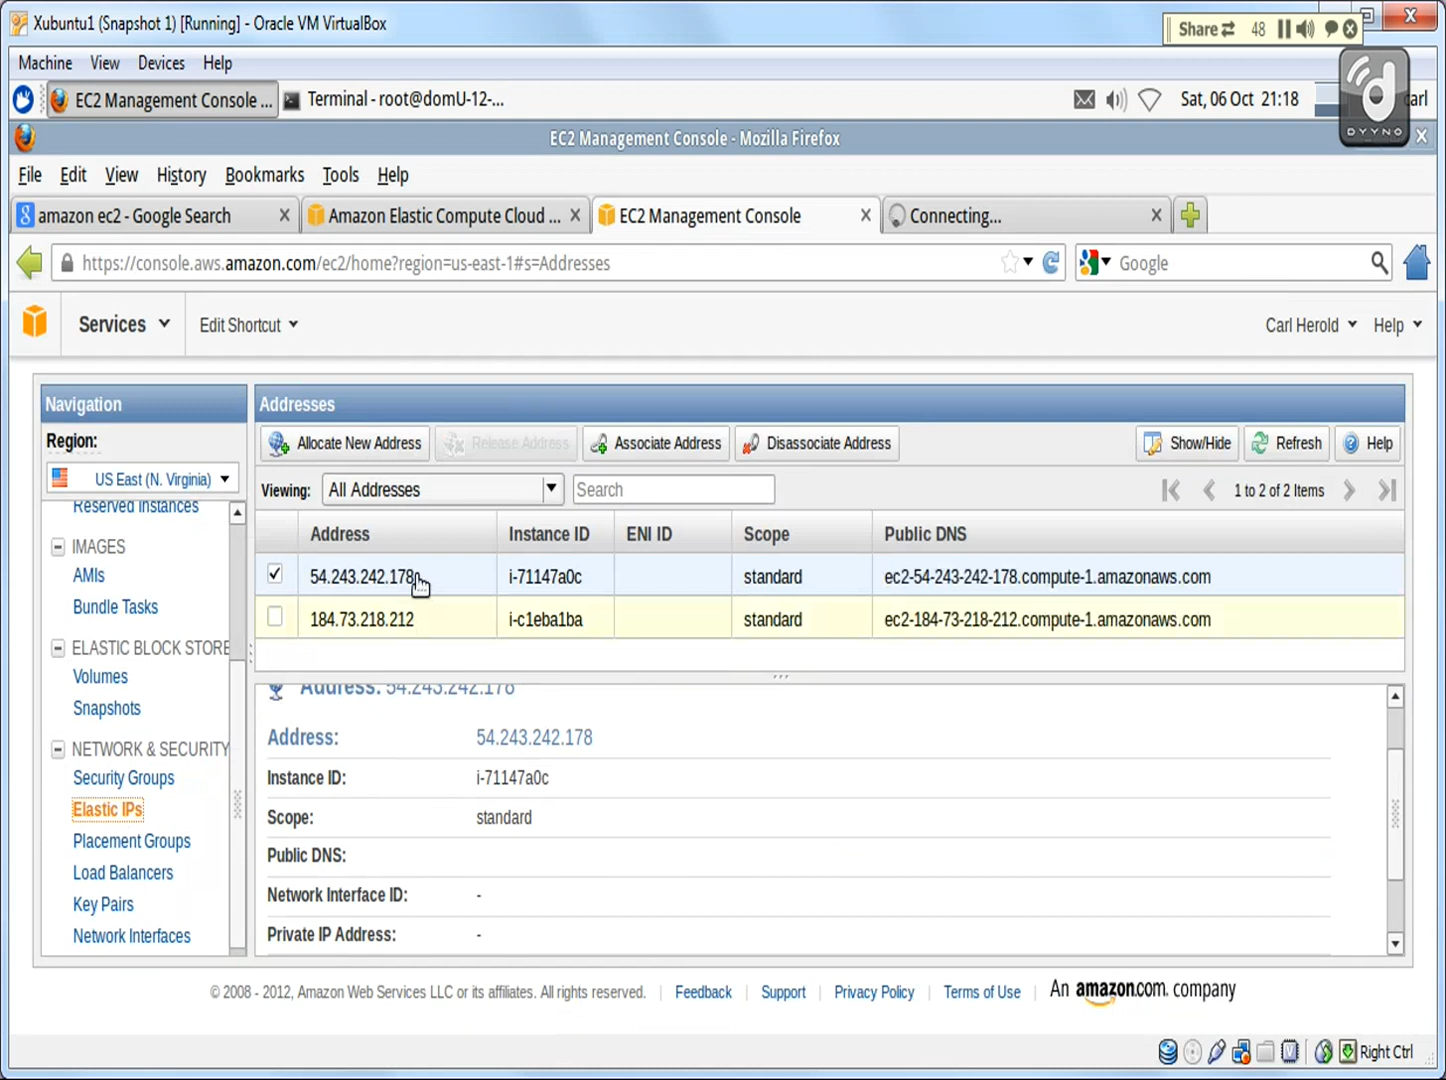 Xubuntu1 (Snapshot 1) [Running] - Oracle VM VirtualBox
Share 48
Machine View Devices Help
EC2 Management Console ... Terminal - root@domU-12-... Sat, 06 Oct 21:18 carl
DYYNO
EC2 Management Console - Mozilla Firefox
File Edit View History Bookmarks Tools Help
amazon ec2 - Google Search Amazon Elastic Compute Cloud ... EC2 Management Console Connecting...
https://console.aws.amazon.com/ec2/home?region=us-east-1#s=Addresses Google
Services Edit Shortcut Carl Herold Help
Navigation Addresses
Region: Allocate New Address Release Address Associate Address Disassociate Address Show/Hide Refresh Help
US East (N. Virginia) Viewing: All Addresses Search 1 to 2 of 2 Items
Reserved Instances
Address Instance ID ENI ID Scope Public DNS
IMAGES
AMIs 54.243.242.178 i-71147a0c standard ec2-54-243-242-178.compute-1.amazonaws.com
Bundle Tasks 184.73.218.212 i-c1eba1ba standard ec2-184-73-218-212.compute-1.amazonaws.com
ELASTIC BLOCK STORE
Volumes Address: 54.243.242.178
Snapshots
Address: 54.243.242.178
NETWORK & SECURITY
Security Groups Instance ID: i-71147a0c
Elastic IPs Scope: standard
Placement Groups Public DNS:
Load Balancers
Key Pairs Network Interface ID: -
Network Interfaces Private IP Address: -
© 2008 - 2012, Amazon Web Services LLC or its affiliates. All rights reserved. | Feedback | Support | Privacy Policy | Terms of Use | An amazon.com. company
Right Ctrl